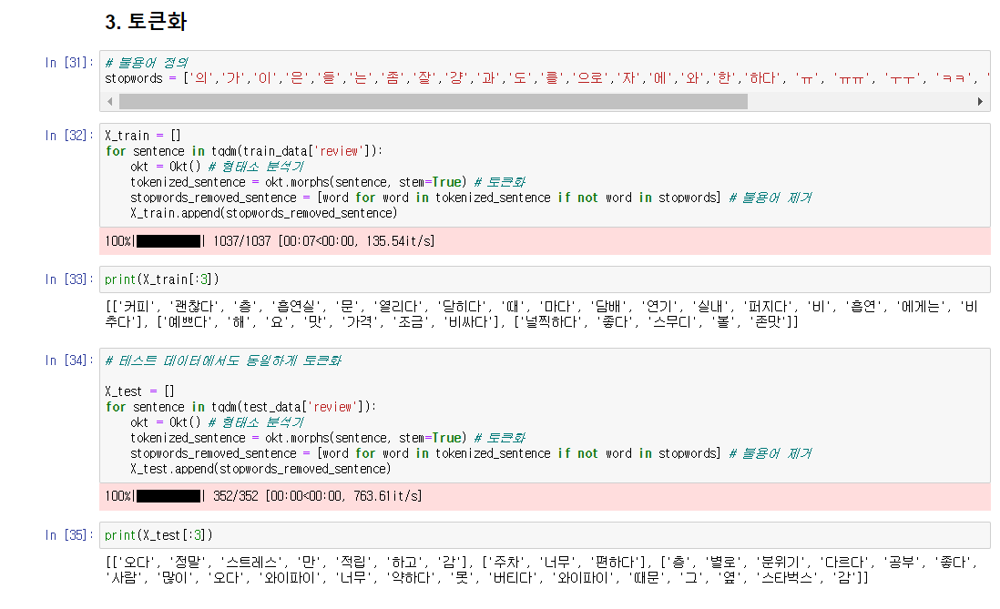 3. 토큰화
In [31]: # 불용어 정의
stopwords = ['의','가','이','은','들','는','좀','잘','걍','과','도','를','으로','자','에','와','한','하다', 'ㅠ', 'ㅠㅠ', 'ㅜㅜ', 'ㅋㅋ', '
In [32]: X_train = []
for sentence in tqdm(train_data['review']):
okt = Okt() # 형태소 분석기
tokenized_sentence = okt.morphs(sentence, stem=True) # 토큰화
stopwords_removed_sentence = [word for word in tokenized_sentence if not word in stopwords] # 불용어 제거
X_train.append(stopwords_removed_sentence)
100%|██████████| 1037/1037 [00:07<00:00, 135.54it/s]
In [33]: print(X_train[:3])
[['커피', '괜찮다', '층', '흡연실', '문', '열리다', '닫히다', '때', '마다', '담배', '연기', '실내', '퍼지다', '비', '흡연', '에게는', '비
추다'], ['예쁘다', '해', '요', '맛', '가격', '조금', '비싸다'], ['널찍하다', '좋다', '스무디', '볼', '존맛']]
In [34]: # 테스트 데이터에서도 동일하게 토큰화
X_test = []
for sentence in tqdm(test_data['review']):
okt = Okt() # 형태소 분석기
tokenized_sentence = okt.morphs(sentence, stem=True) # 토큰화
stopwords_removed_sentence = [word for word in tokenized_sentence if not word in stopwords] # 불용어 제거
X_test.append(stopwords_removed_sentence)
100%|██████████| 352/352 [00:00<00:00, 763.61it/s]
In [35]: print(X_test[:3])
[['오다', '정말', '스트레스', '만', '적립', '하고', '감'], ['주차', '너무', '편하다'], ['층', '별로', '분위기', '다르다', '공부', '좋다',
'사람', '많이', '오다', '와이파이', '너무', '약하다', '못', '버티다', '와이파이', '때문', '그', '옆', '스타벅스', '감']]